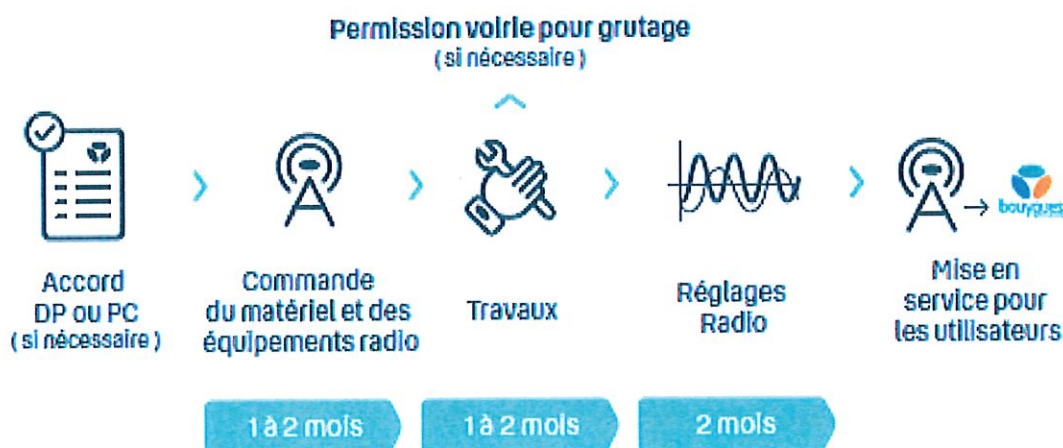 Permission voirie pour grutage
( si nécessaire )
Accord
DP ou PC
( si nécessaire )
Commande
du matériel et des
équipements radio
Travaux
Réglages
Radio
bouygues
Mise en
service pour
les utilisateurs
1 à 2 mois
1 à 2 mois
2 mois